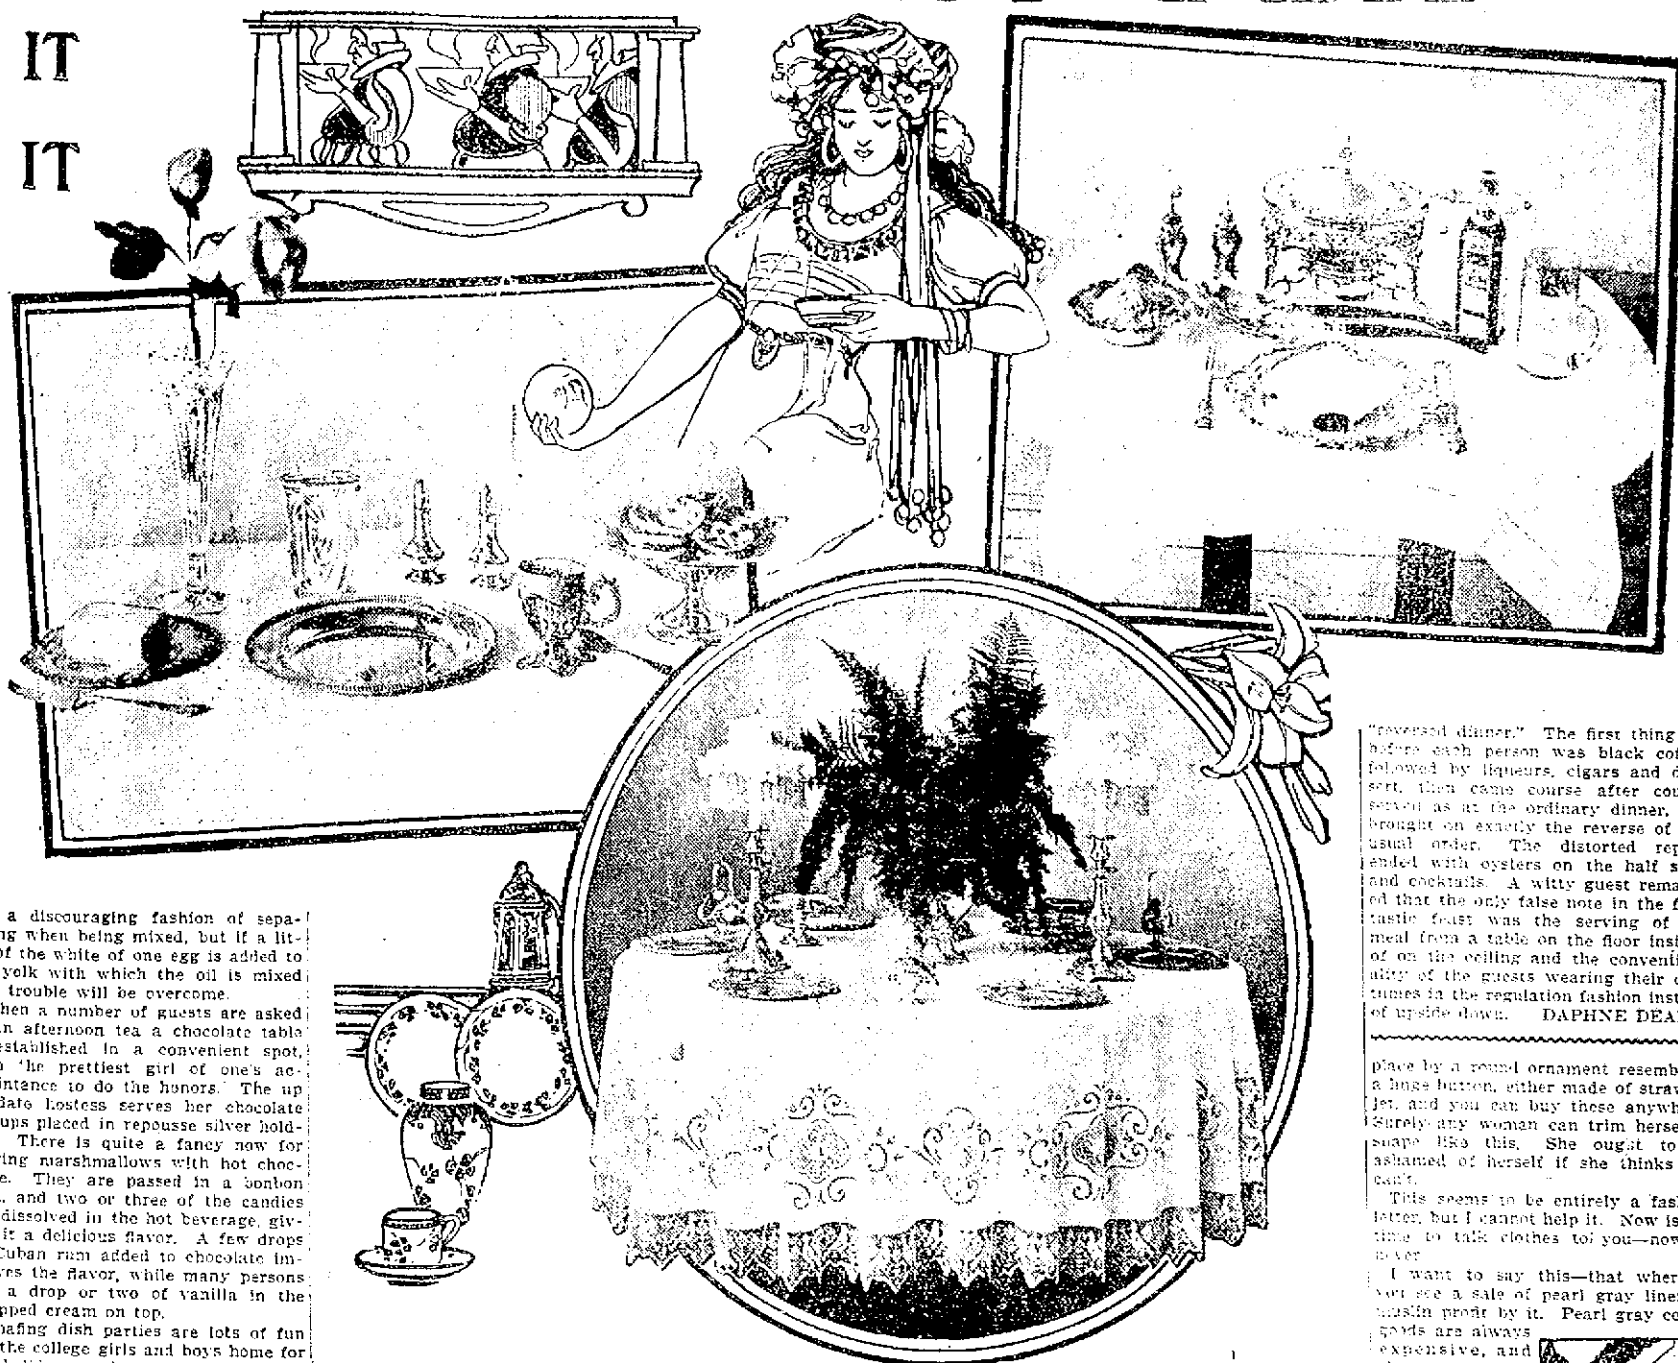 IT
IT
a discouraging fashion of sepa-
ng when being mixed, but if a lit-
of the white of one egg is added to
yolk with which the oil is mixed
trouble will be overcome.
hen a number of guests are asked
n afternoon tea a chocolate table
established in a convenient spot,
h the prettiest girl of one's ac-
intance to do the honors. The up
date hostess serves her chocolate
ups placed in repousse silver hold-
There is quite a fancy now for
ing marshmallows with hot choc-
e. They are passed in a bonbon
, and two or three of the candies
dissolved in the hot beverage, giv-
it a delicious flavor. A few drops
Cuban rum added to chocolate im-
ves the flavor, while many persons
a drop or two of vanilla in the
pped cream on top.
hafing dish parties are lots of fun
the college girls and boys home for
"reversed dinner." The first thing
before each person was black cof
followed by liqueurs, cigars and d
sert, then came course after cou
served as at the ordinary dinner,
brought on exactly the reverse of
usual order. The distorted rep
ended with oysters on the half s
and cocktails. A witty guest rema
ed that the only false note in the f
tastic feast was the serving of
meal from a table on the floor inst
of on the ceiling and the conventi
ality of the guests wearing their c
tumes in the regulation fashion inst
of upside down. DAPHNE DEA
place by a round ornament resemb
a huge button, either made of straw
jet, and you can buy these anywh
Surely any woman can trim herse
shape like this. She ought to
ashamed of herself if she thinks
can't.
This seems to be entirely a fas
letter, but I cannot help it. Now is
time to talk clothes to you—now
never
I want to say this—that wher
you see a sale of pearl gray line
muslin profit by it. Pearl gray co
goods are always
expensive, and